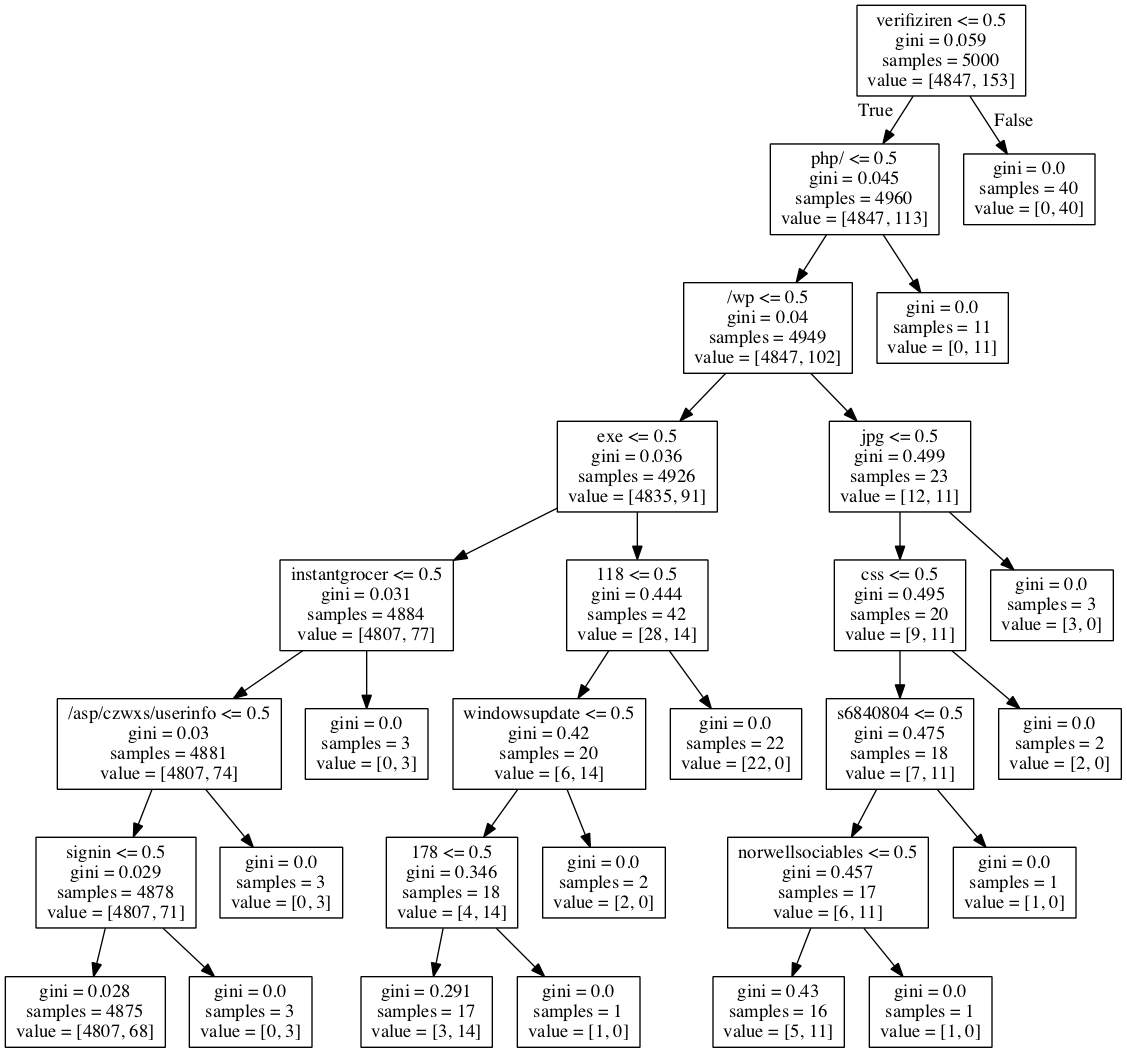 verifiziren <= 0.5
gini = 0.059
samples = 5000
value = [4847, 153]
True
False
php/ <= 0.5
gini = 0.045
samples = 4960
value = [4847, 113]
gini = 0.0
samples = 40
value = [0, 40]
/wp <= 0.5
gini = 0.04
samples = 4949
value = [4847, 102]
gini = 0.0
samples = 11
value = [0, 11]
exe <= 0.5
gini = 0.036
samples = 4926
value = [4835, 91]
jpg <= 0.5
gini = 0.499
samples = 23
value = [12, 11]
instantgrocer <= 0.5
gini = 0.031
samples = 4884
value = [4807, 77]
118 <= 0.5
gini = 0.444
samples = 42
value = [28, 14]
css <= 0.5
gini = 0.495
samples = 20
value = [9, 11]
gini = 0.0
samples = 3
value = [3, 0]
/asp/czwxs/userinfo <= 0.5
gini = 0.03
samples = 4881
value = [4807, 74]
gini = 0.0
samples = 3
value = [0, 3]
windowsupdate <= 0.5
gini = 0.42
samples = 20
value = [6, 14]
gini = 0.0
samples = 22
value = [22, 0]
s6840804 <= 0.5
gini = 0.475
samples = 18
value = [7, 11]
gini = 0.0
samples = 2
value = [2, 0]
signin <= 0.5
gini = 0.029
samples = 4878
value = [4807, 71]
gini = 0.0
samples = 3
value = [0, 3]
178 <= 0.5
gini = 0.346
samples = 18
value = [4, 14]
gini = 0.0
samples = 2
value = [2, 0]
norwellsociables <= 0.5
gini = 0.457
samples = 17
value = [6, 11]
gini = 0.0
samples = 1
value = [1, 0]
gini = 0.028
samples = 4875
value = [4807, 68]
gini = 0.0
samples = 3
value = [0, 3]
gini = 0.291
samples = 17
value = [3, 14]
gini = 0.0
samples = 1
value = [1, 0]
gini = 0.43
samples = 16
value = [5, 11]
gini = 0.0
samples = 1
value = [1, 0]